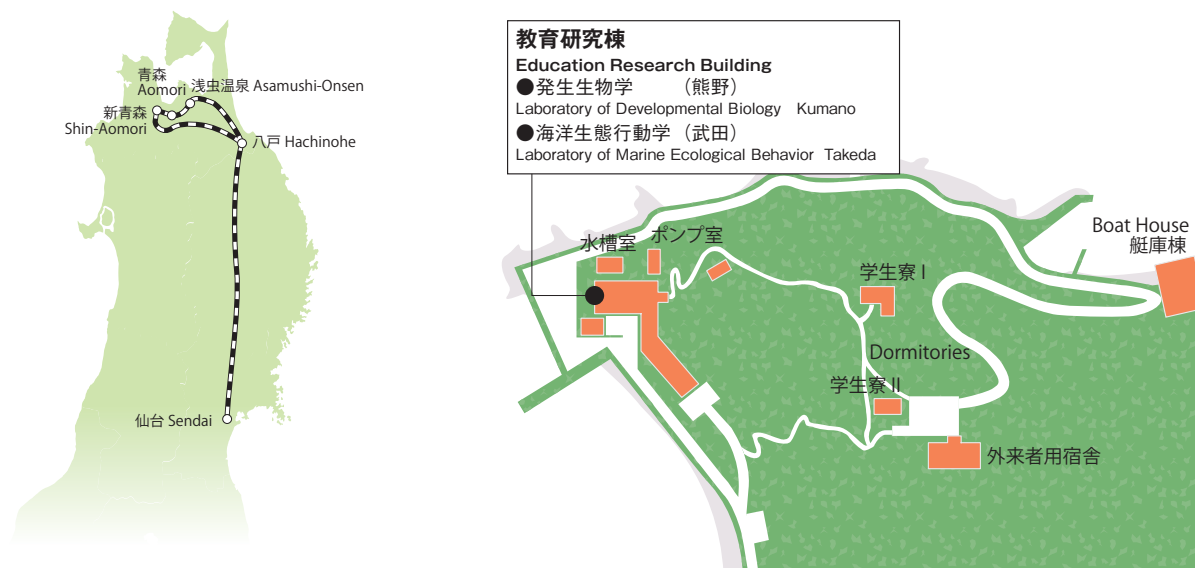 青森
Aomori
浅虫温泉 Asamushi-Onsen
新青森
Shin-Aomori
八戸 Hachinohe
仙台 Sendai
教育研究棟
Education Research Building
●発生生物学 （熊野）
Laboratory of Developmental Biology Kumano
●海洋生態行動学（武田）
Laboratory of Marine Ecological Behavior Takeda
水槽室
ポンプ室
Boat House
艇庫棟
学生寮 I
Dormitories
学生寮 II
外来者用宿舎